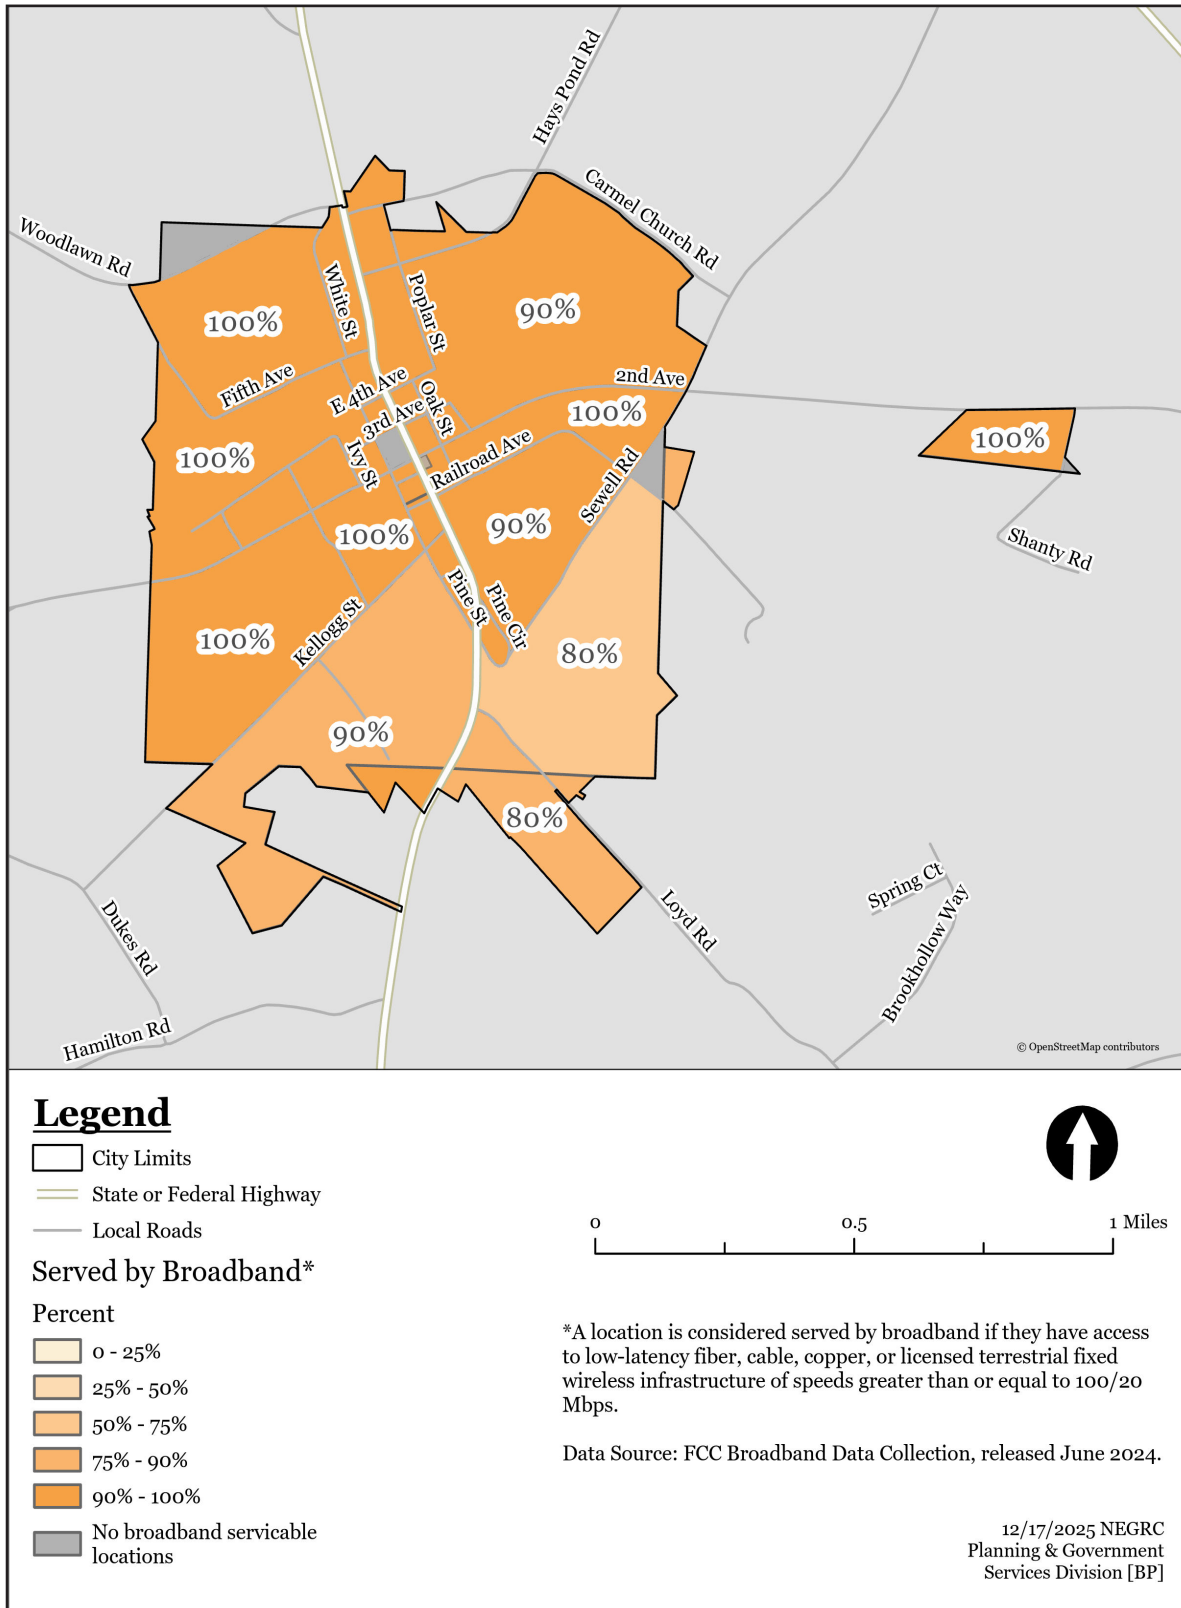 Hays Pond Rd
Carmel Church Rd
Woodlawn Rd
White St
Poplar St
100%
90%
2nd Ave
Fifth Ave
E 4th Ave
Oak St
100%
3rd Ave
100%
100%
Ivy St
Railroad Ave
Sewell Rd
90%
100%
Shanty Rd
Pine St
Pine Cir
Kellogg St
100%
80%
90%
80%
Spring Ct
Loyd Rd
Brookhollow Way
Dukes Rd
Hamilton Rd
© OpenStreetMap contributors
Legend
City Limits
State or Federal Highway
Local Roads
Served by Broadband*
Percent
0 - 25%
25% - 50%
50% - 75%
75% - 90%
90% - 100%
No broadband servicable
locations
0 0.5 1 Miles
*A location is considered served by broadband if they have access
to low-latency fiber, cable, copper, or licensed terrestrial fixed
wireless infrastructure of speeds greater than or equal to 100/20
Mbps.
Data Source: FCC Broadband Data Collection, released June 2024.
12/17/2025 NEGRC
Planning & Government
Services Division [BP]